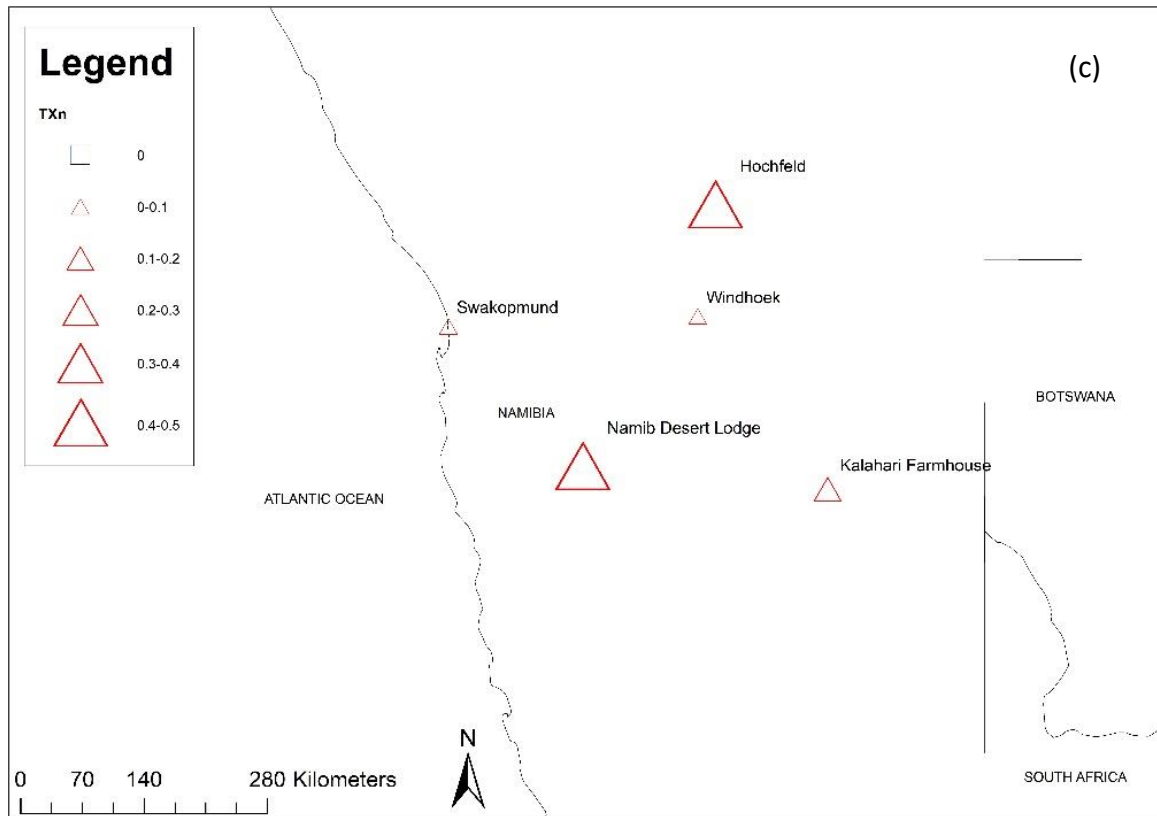 Legend
TXn
0
0-0.1
0.1-0.2
0.2-0.3
0.3-0.4
0.4-0.5
(c)
Hochfeld
Swakopmund
Windhoek
NAMIBIA
BOTSWANA
Namib Desert Lodge
Kalahari Farmhouse
ATLANTIC OCEAN
N
0 70 140 280 Kilometers
SOUTH AFRICA